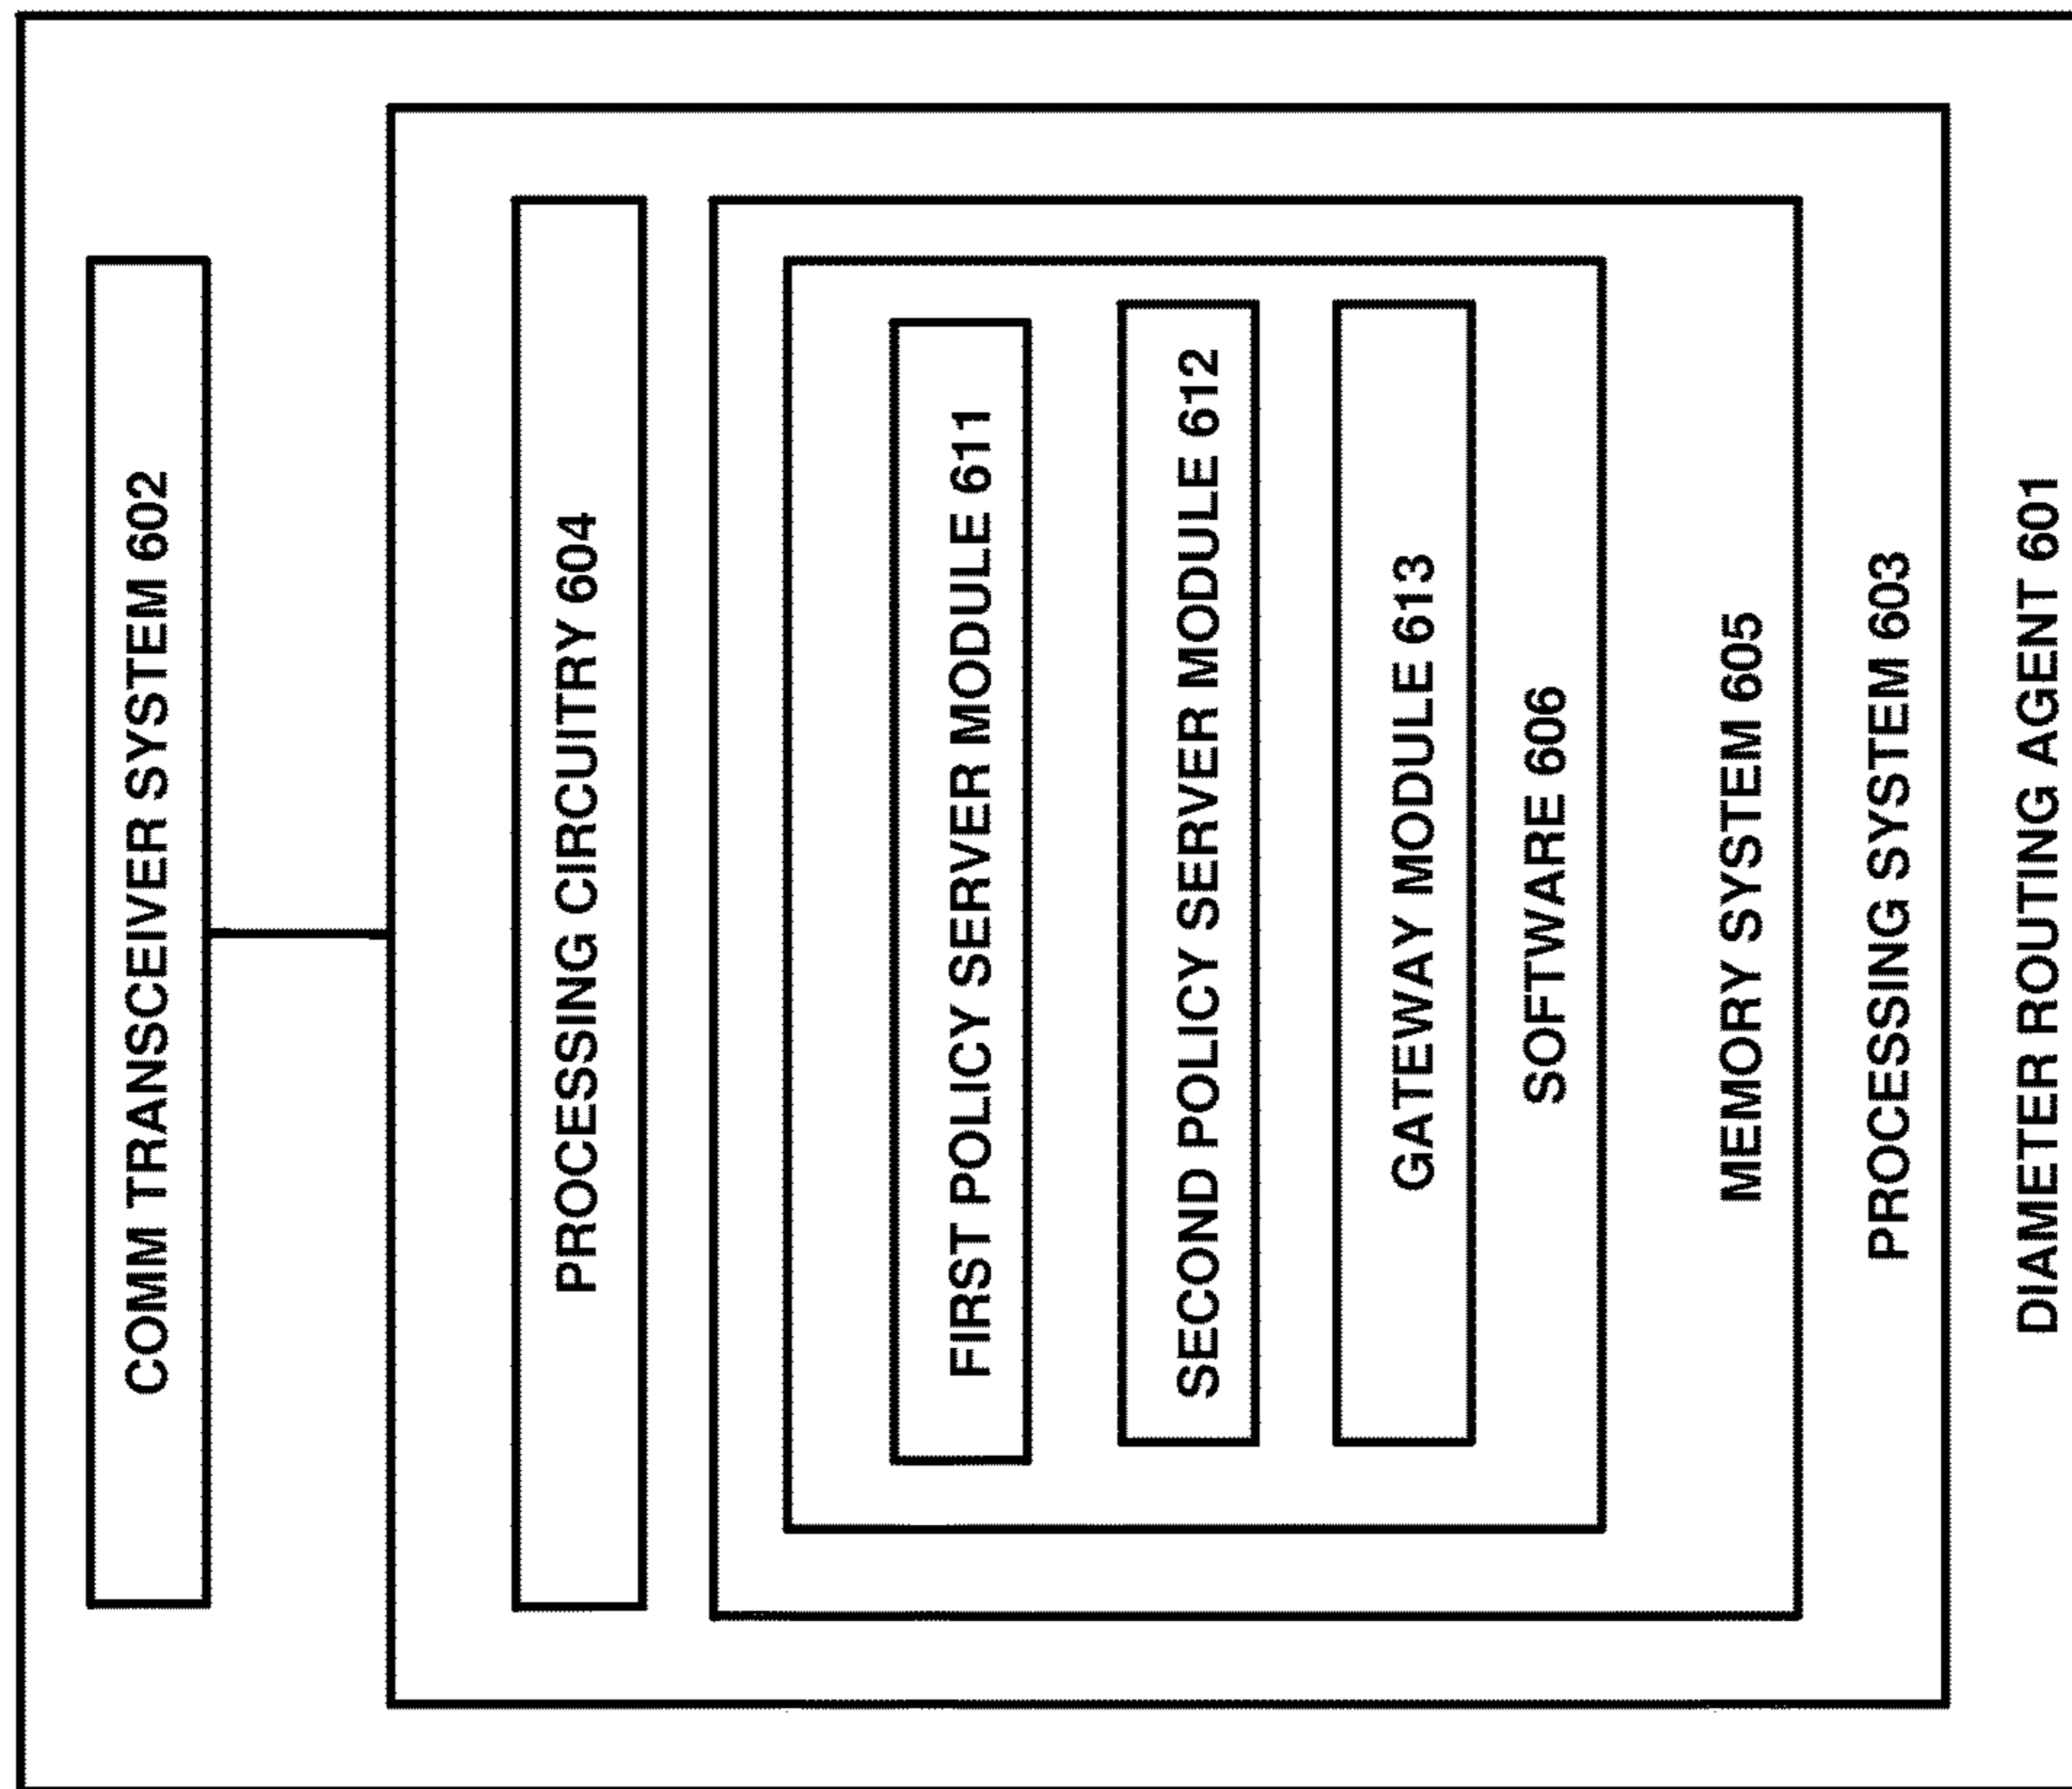 COMM TRANSCEIVER SYSTEM 602
PROCESSING CIRCUITRY 604
FIRST POLICY SERVER MODULE 611
SECOND POLICY SERVER MODULE 612
GATEWAY MODULE 613
SOFTWARE 606
MEMORY SYSTEM 605
PROCESSING SYSTEM 603
DIAMETER ROUTING AGENT 601